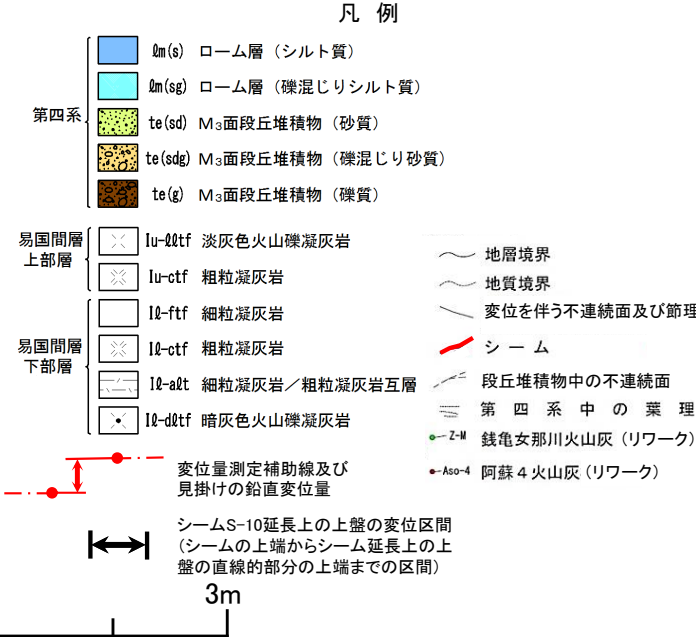 凡 例
第四系
ℓm(s) ローム層（シルト質）
ℓm(sg) ローム層（礫混じりシルト質）
te(sd) M₃面段丘堆積物（砂質）
te(sdg) M₃面段丘堆積物（礫混じり砂質）
te(g) M₃面段丘堆積物（礫質）
易国間層
上部層
Iu-ℓℓtf 淡灰色火山礫凝灰岩
Iu-ctf 粗粒凝灰岩
易国間層
下部層
Iℓ-ftf 細粒凝灰岩
Iℓ-ctf 粗粒凝灰岩
Iℓ-aℓt 細粒凝灰岩／粗粒凝灰岩互層
Iℓ-dℓtf 暗灰色火山礫凝灰岩
変位量測定補助線及び
見掛けの鉛直変位量
シームS-10延長上の上盤の変位区間
（シームの上端からシーム延長上の上
盤の直線的部分の上端までの区間）
3m
地層境界
地質境界
変位を伴う不連続面及び節理
シーム
段丘堆積物中の不連続面
第四系中の葉理
Z-M 銭亀女那川火山灰（リワーク）
Aso-4 阿蘇４火山灰（リワーク）